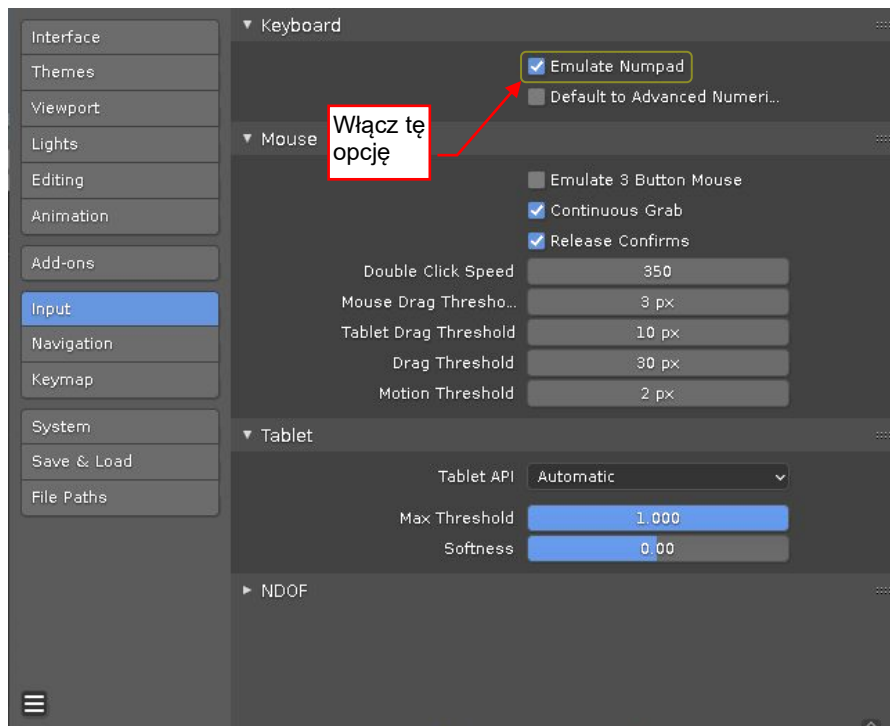 Interface
Themes
Viewport
Lights
Editing
Animation
Add-ons
Input
Navigation
Keymap
System
Save & Load
File Paths
Keyboard
Emulate Numpad
Default to Advanced Numeri...
Włącz tę
opcję
Mouse
Emulate 3 Button Mouse
Continuous Grab
Release Confirms
Double Click Speed 350
Mouse Drag Thresho... 3 px
Tablet Drag Threshold 10 px
Drag Threshold 30 px
Motion Threshold 2 px
Tablet
Tablet API Automatic
Max Threshold 1.000
Softness 0.00
NDOF